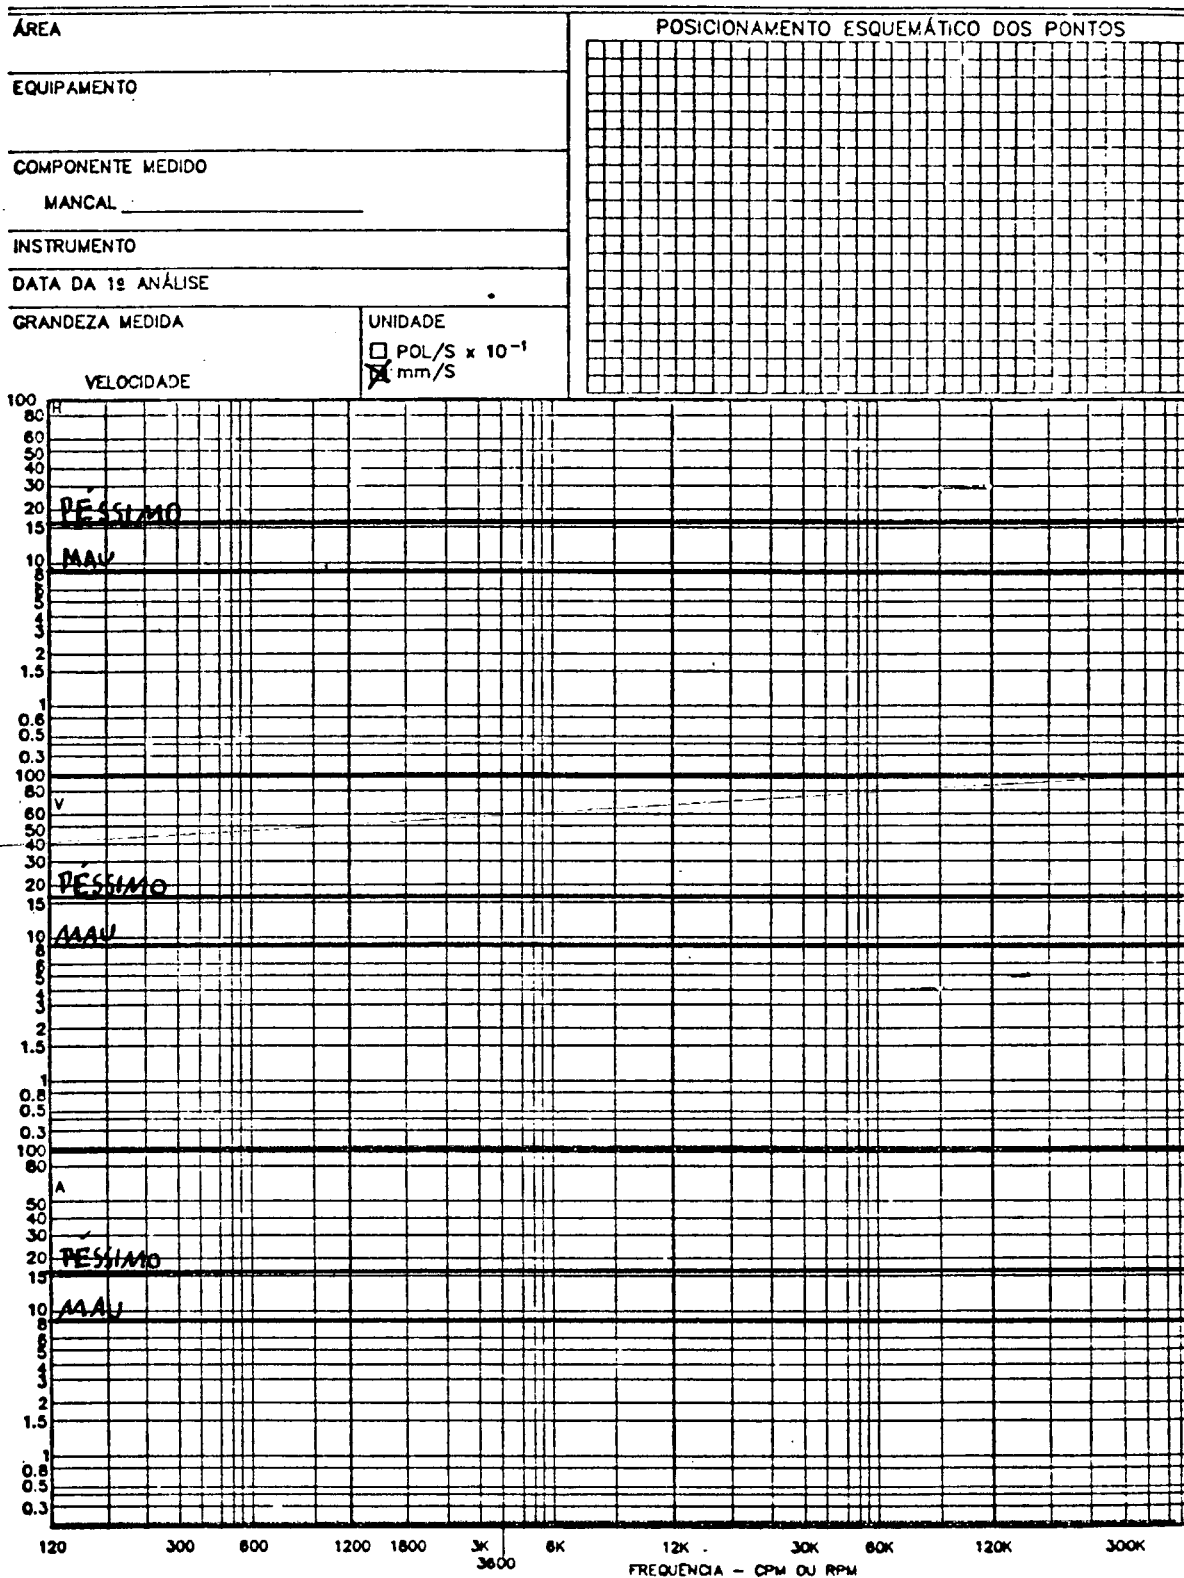 ÁREA
POSICIONAMENTO ESQUEMÁTICO DOS PONTOS
EQUIPAMENTO
COMPONENTE MEDIDO
MANCAL
INSTRUMENTO
DATA DA 1ª ANÁLISE
GRANDEZA MEDIDA
VELOCIDADE
UNIDADE
POL/S x 10⁻¹
mm/S
100
H
80
60
50
40
30
20 PÉSSIMO
15
10 MAU
8
6
5
4
3
2
1.5
1
0.6
0.5
0.3
100
80
V
60
50
40
30
20 PÉSSIMO
15
10 MAU
8
6
5
4
3
2
1.5
1
0.8
0.5
0.3
100
80
A
50
40
30
20 PÉSSIMO
15
10 MAU
8
6
5
4
3
2
1.5
1
0.8
0.5
0.3
120 300 600 1200 1800 3K 3600 6K 12K 30K 60K 120K 300K
FREQUÊNCIA - CPM OU RPM